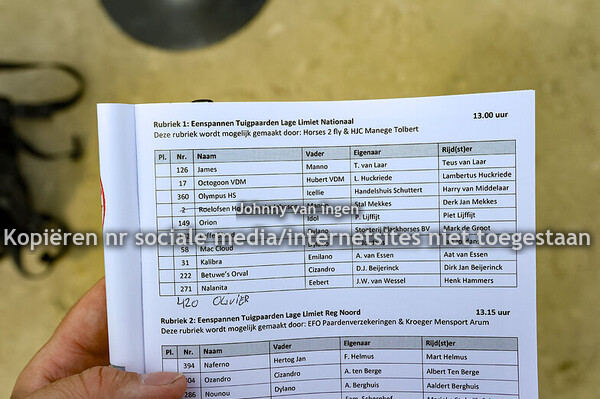 Rubriek 1: Eenspannen Tuigpaarden Lage Limiet Nationaal 13.00 uur
Deze rubriek wordt mogelijk gemaakt door: Horses 2 fly & HJC Manege Tolbert
Pl. Nr. Naam Vader Eigenaar Rijd(st)er
126 James Manno T. van Laar Teus van Laar
17 Octogoon VDM Hubert VDM L. Huckriede Lambertus Huckriede
360 Olympus HS Icellie Handelshuis Schuttert Harry van Middelaar
2 Roelofsen Stal Mekkes Derk Jan Mekkes
Johnny van Ingen
149 Orion Idol P. Lijffijt Piet Lijffijt
Dylano Stoeterij Pleckhorses BV Mark de Groot
Kopiëren nr sociale media/internetsites niet toegestaan
58 Mac Cloud
31 Kalibra Emilano A. van Essen Aat van Essen
222 Betuwe's Orval Cizandro D.J. Beijerinck Dirk Jan Beijerinck
271 Nalanita Eebert J.W. van Wessel Henk Hammers
420 OLIVIER
Rubriek 2: Eenspannen Tuigpaarden Lage Limiet Reg Noord 13.15 uur
Deze rubriek wordt mogelijk gemaakt door: EFO Paardenverzekeringen & Kroeger Mensport Arum
Pl. Nr. Naam Vader Eigenaar Rijd(st)er
394 Naferno Hertog Jan F. Helmus Mart Helmus
304 Ozandro Cizandro A. ten Berge Albert Ten Berge
286 Nounou Dylano A. Berghuis Aaldert Berghuis